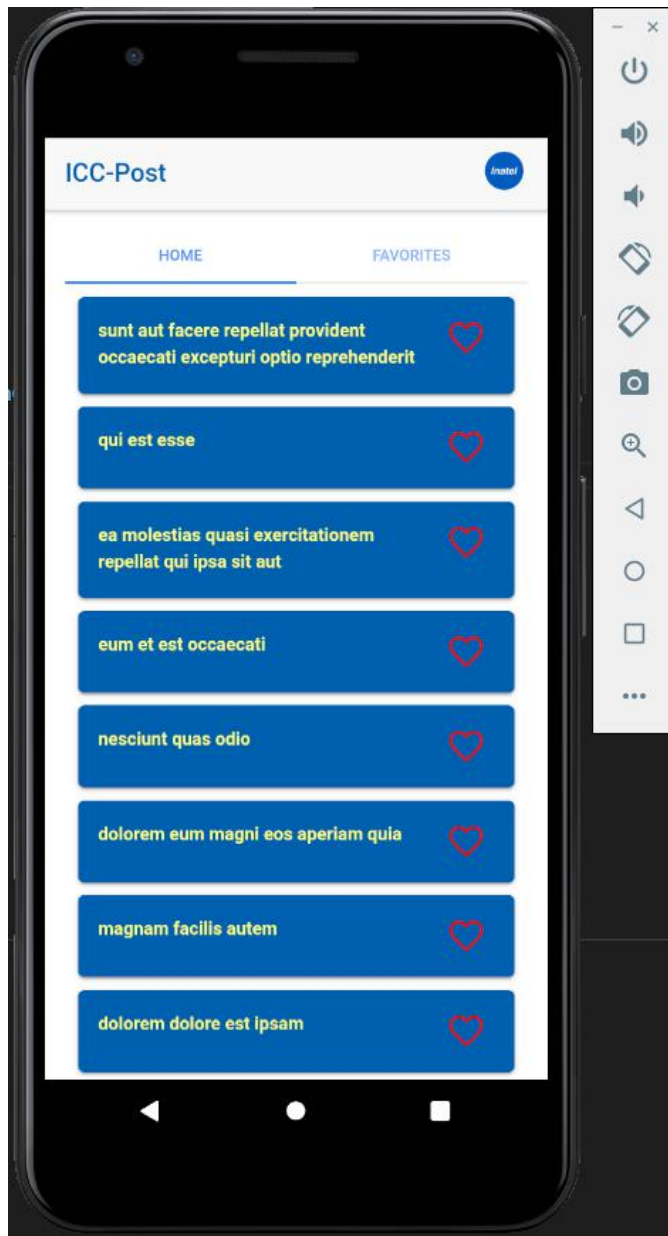 ICC-Post
Inatel
HOME
FAVORITES
sunt aut facere repellat provident
occaecati excepturi optio reprehenderit
qui est esse
ea molestias quasi exercitationem
repellat qui ipsa sit aut
eum et est occaecati
nesciunt quas odio
dolorem eum magni eos aperiam quia
magnam facilis autem
dolorem dolore est ipsam